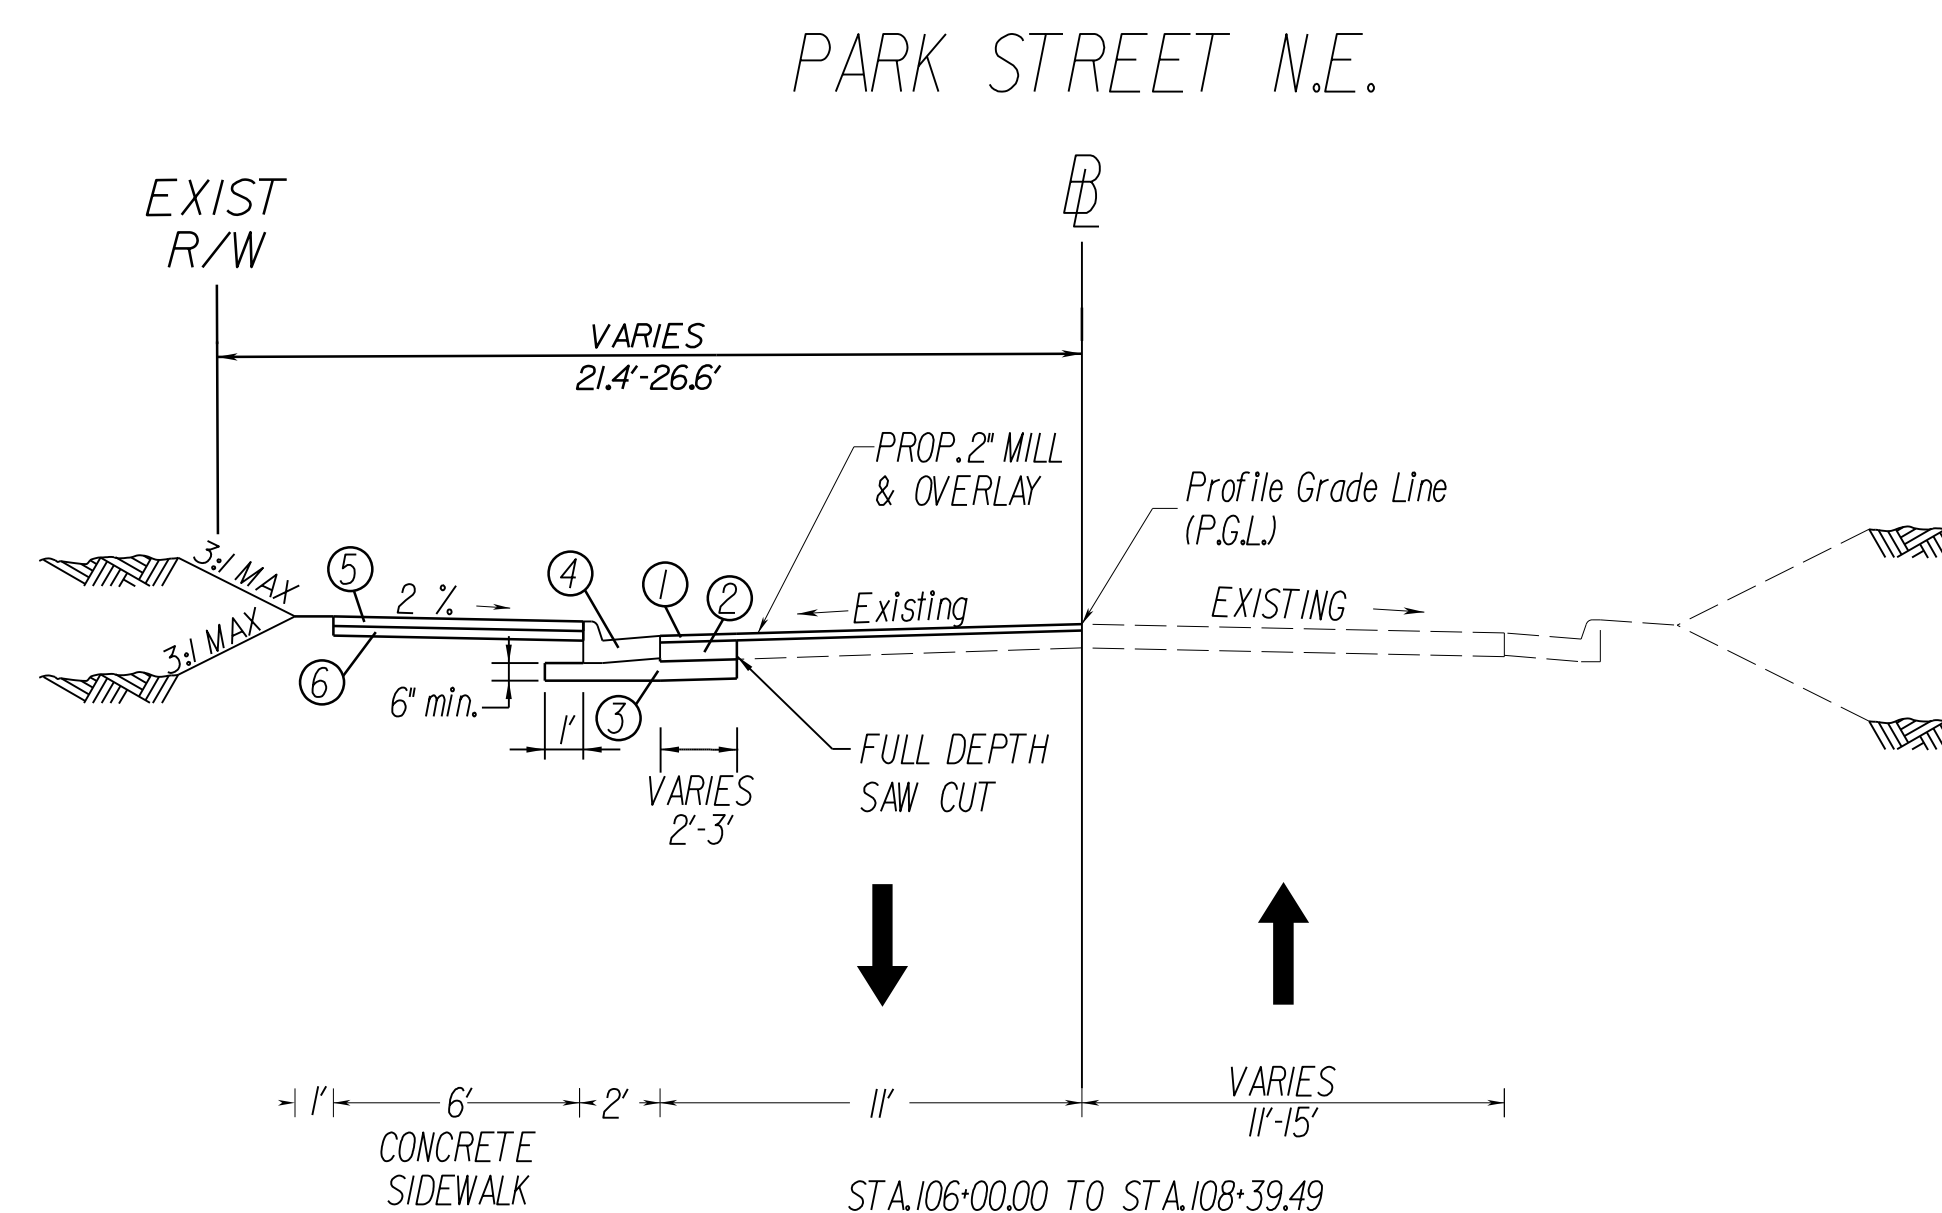 PARK STREET N.E.
BL
EXIST
R/W
VARIES
21.4'-26.6'
PROP. 2" MILL
& OVERLAY
Profile Grade Line
(P.G.L.)
3:1 MAX
5
2 %
4
1
2
Existing
EXISTING
3:1 MAX
6
6" min.
1'
3
FULL DEPTH
SAW CUT
VARIES
2'-3'
1'
6'
2'
11'
VARIES
11'-15'
CONCRETE
SIDEWALK
STA.106+00.00 TO STA.108+39.49